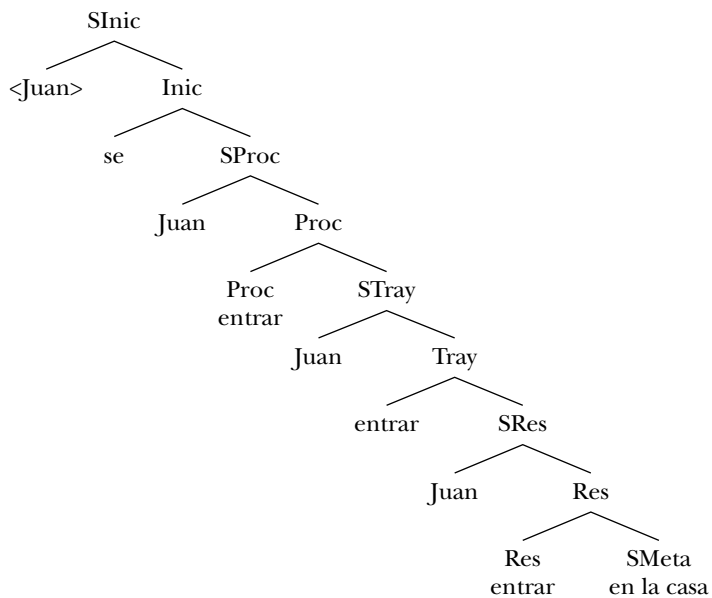 SInic
<Juan> Inic
se SProc
Juan Proc
Proc STray
entrar
Juan Tray
entrar SRes
Juan Res
Res SMeta
entrar en la casa